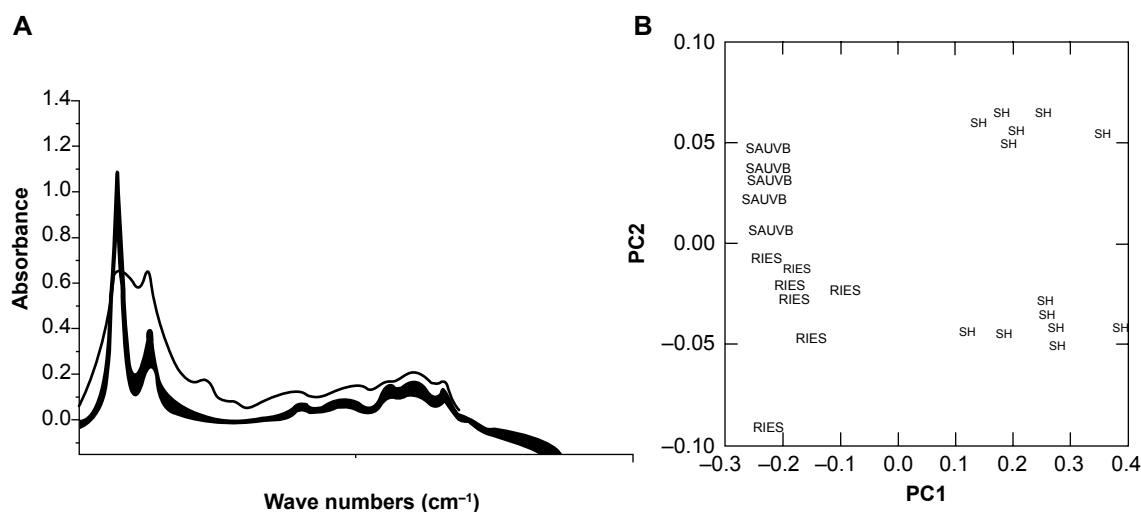 A
Absorbance
1.4
1.2
1.0
0.8
0.6
0.4
0.2
0.0
Wave numbers (cm⁻¹)
B
PC2
0.10
0.05
0.00
–0.05
–0.10
SH
SH
SH
SH
SH
SH
SAUVB
SAUVB
SAUVB
SAUVB
SAUVB
RIES
RIES
RIES
RIES
RIES
RIES
RIES
SH
SH
SH
SH
SH
SH
SH
–0.3
–0.2
–0.1
0.0
0.1
0.2
0.3
0.4
PC1